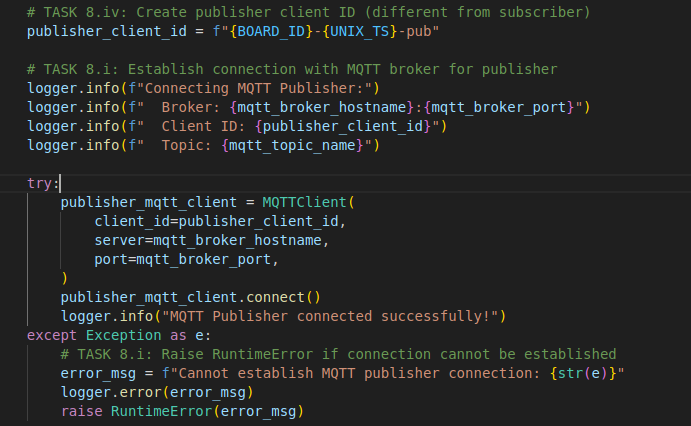 # TASK 8.iv: Create publisher client ID (different from subscriber)
publisher_client_id = f"{BOARD_ID}-{UNIX_TS}-pub"
# TASK 8.i: Establish connection with MQTT broker for publisher
logger.info(f"Connecting MQTT Publisher:")
logger.info(f"  Broker: {mqtt_broker_hostname}:{mqtt_broker_port}")
logger.info(f"  Client ID: {publisher_client_id}")
logger.info(f"  Topic: {mqtt_topic_name}")
try:
    publisher_mqtt_client = MQTTClient(
        client_id=publisher_client_id,
        server=mqtt_broker_hostname,
        port=mqtt_broker_port,
    )
    publisher_mqtt_client.connect()
    logger.info("MQTT Publisher connected successfully!")
except Exception as e:
    # TASK 8.i: Raise RuntimeError if connection cannot be established
    error_msg = f"Cannot establish MQTT publisher connection: {str(e)}"
    logger.error(error_msg)
    raise RuntimeError(error_msg)